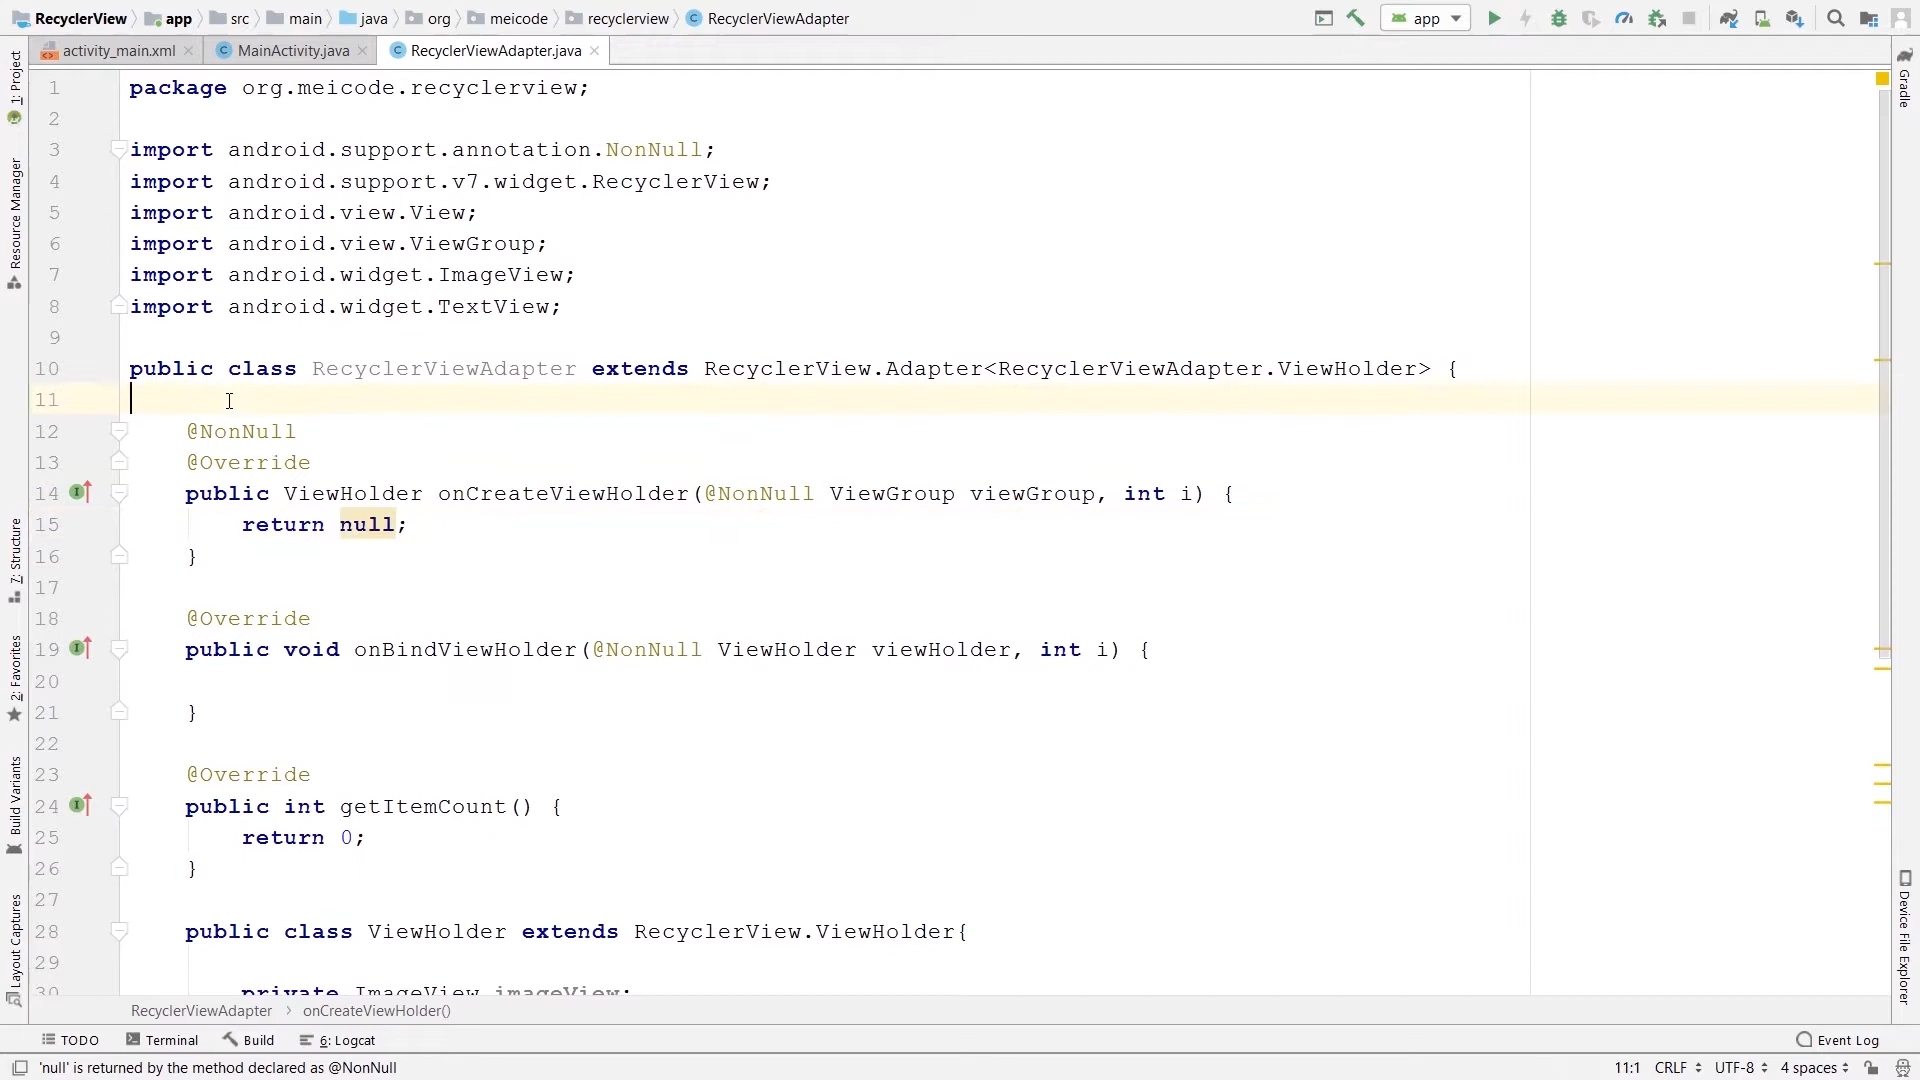 RecyclerView app src main java org meicode recyclerview RecyclerViewAdapter app
activity_main.xml MainActivity.java RecyclerViewAdapter.java
1: Project
Resource Manager
7: Structure
2: Favorites
Build Variants
Layout Captures
1 package org.meicode.recyclerview;
2
3 import android.support.annotation.NonNull;
4 import android.support.v7.widget.RecyclerView;
5 import android.view.View;
6 import android.view.ViewGroup;
7 import android.widget.ImageView;
8 import android.widget.TextView;
9
10 public class RecyclerViewAdapter extends RecyclerView.Adapter<RecyclerViewAdapter.ViewHolder> {
11
12 @NonNull
13 @Override
14 public ViewHolder onCreateViewHolder(@NonNull ViewGroup viewGroup, int i) {
15 return null;
16 }
17
18 @Override
19 public void onBindViewHolder(@NonNull ViewHolder viewHolder, int i) {
20
21 }
22
23 @Override
24 public int getItemCount() {
25 return 0;
26 }
27
28 public class ViewHolder extends RecyclerView.ViewHolder{
29
30 private ImageView imageView;
Gradle
Device File Explorer
RecyclerViewAdapter › onCreateViewHolder()
TODO Terminal Build 6: Logcat Event Log
'null' is returned by the method declared as @NonNull 11:1 CRLF UTF-8 4 spaces